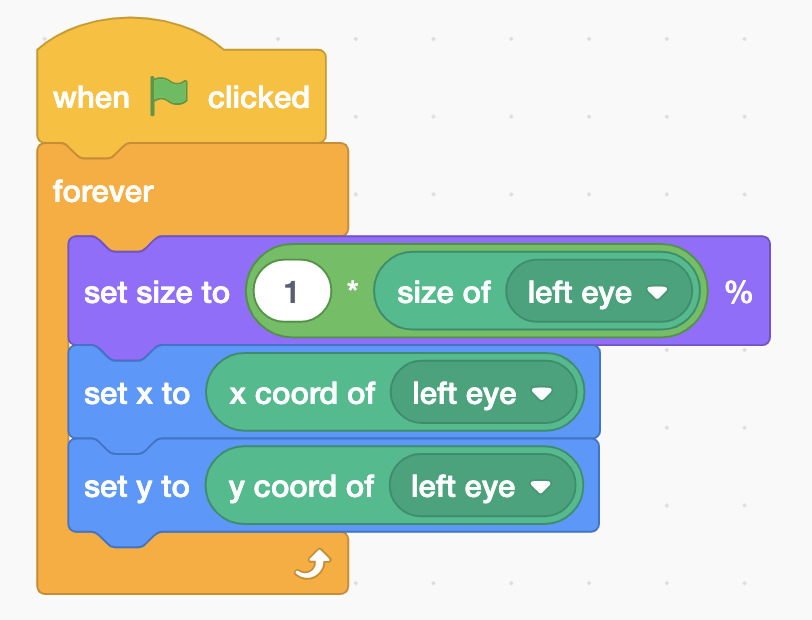 when clicked
forever
set size to 1 * size of left eye %
set x to x coord of left eye
set y to y coord of left eye